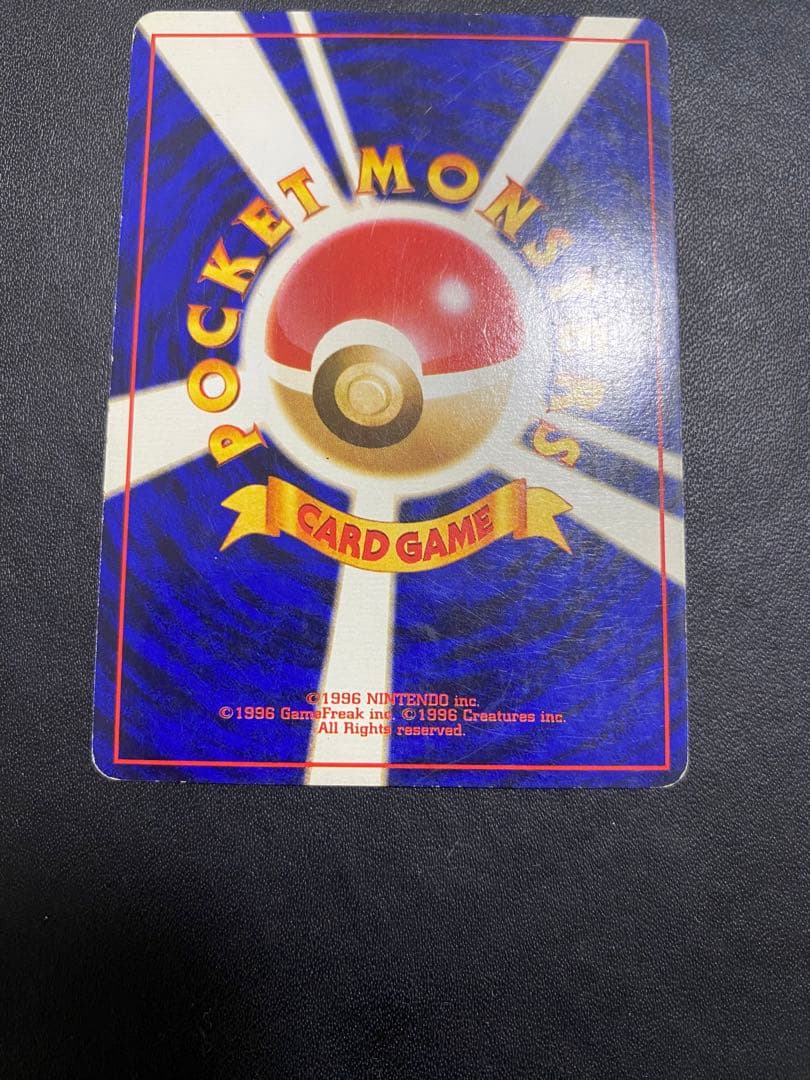 POCKET MONSTERS
CARD GAME
©1996 NINTENDO inc.
©1996 GameFreak inc. ©1996 Creatures inc.
All Rights reserved.